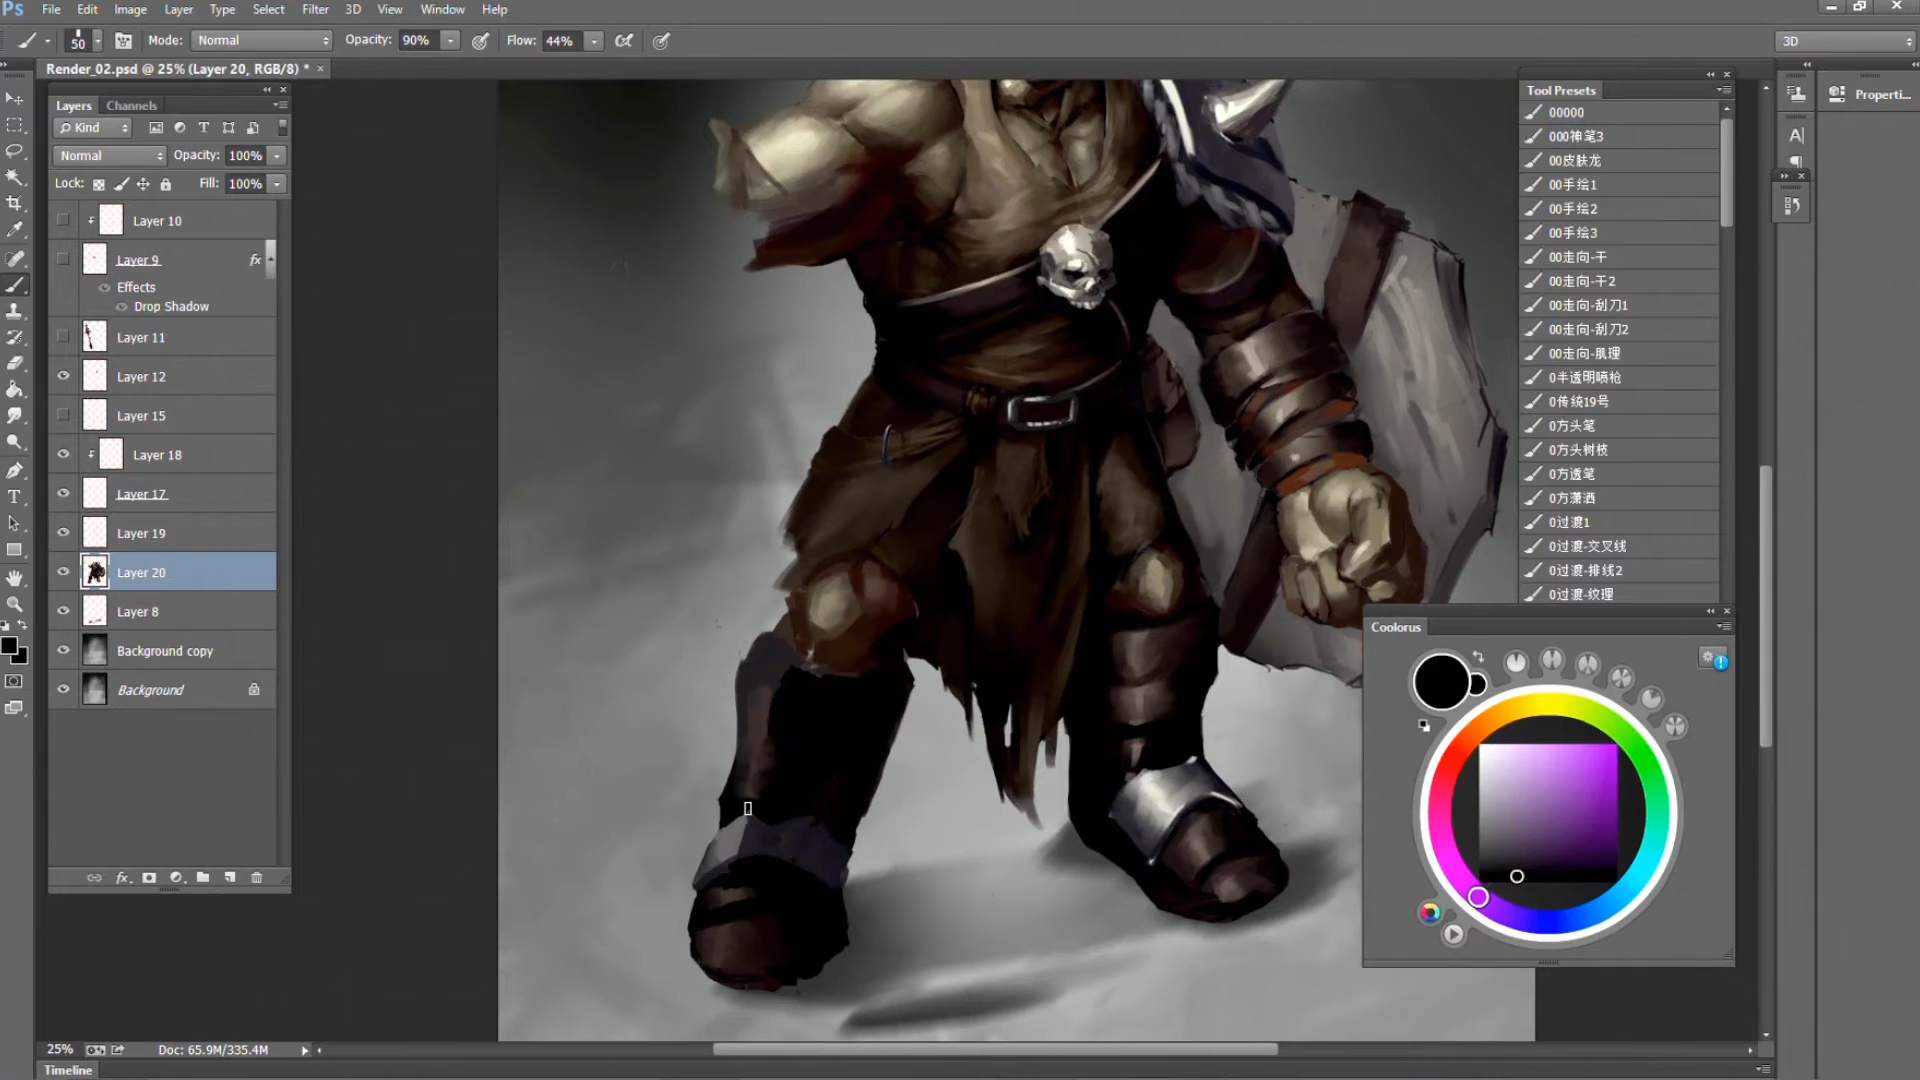 Ps File Edit Image Layer Type Select Filter 3D View Window Help
50 Mode: Normal Opacity: 90% Flow: 44% 3D
Render_02.psd @ 25% (Layer 20, RGB/8) * ×
Layers Channels
Kind T
Normal Opacity: 100%
Lock: Fill: 100%
Layer 10
Layer 9 fx
Effects
Drop Shadow
Layer 11
Layer 12
Layer 15
Layer 18
Layer 17
Layer 19
Layer 20
Layer 8
Background copy
Background
fx.
Tool Presets
00000
000神笔3
00皮肤龙
00手绘1
00手绘2
00手绘3
00走向-干
00走向-干2
00走向-刮刀1
00走向-刮刀2
00走向-肌理
0半透明喷枪
0传统19号
0方头笔
0方头树枝
0方透笔
0方潇洒
0过渡1
0过渡-交叉线
0过渡-排线2
0过渡-纹理
Properti...
A
Coolorus
25% Doc: 65.9M/335.4M
Timeline